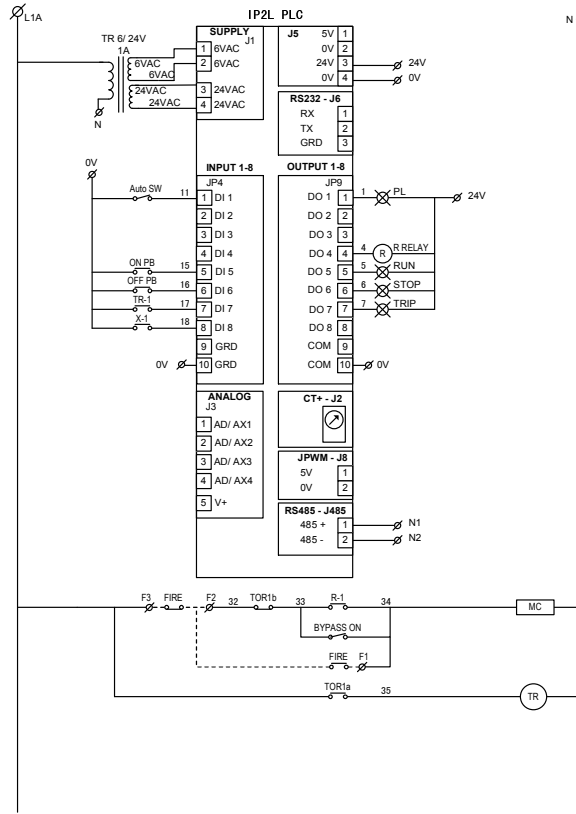 L1A
IP2L PLC
N
TR 6/ 24V
1A
6VAC
6VAC
24VAC
24VAC
N
SUPPLY
J1
1 6VAC
2 6VAC
3 24VAC
4 24VAC
J5
5V 1
0V 2
24V 3 24V
0V 4 0V
RS232 - J6
RX 1
TX 2
GRD 3
INPUT 1-8
JP4
0V
Auto SW 11 1 DI 1
2 DI 2
3 DI 3
4 DI 4
ON PB 15 5 DI 5
OFF PB 16 6 DI 6
TR-1 17 7 DI 7
X-1 18 8 DI 8
9 GRD
0V 10 GRD
OUTPUT 1-8
JP9
DO 1 1 1 PL 24V
DO 2 2
DO 3 3
DO 4 4 4 R R RELAY
DO 5 5 5 RUN
DO 6 6 6 STOP
DO 7 7 7 TRIP
DO 8 8
COM 9
COM 10 0V
ANALOG
J3
1 AD/ AX1
2 AD/ AX2
3 AD/ AX3
4 AD/ AX4
5 V+
CT+ - J2
JPWM - J8
5V 1
0V 2
RS485 - J485
485 + 1 N1
485 - 2 N2
F3 FIRE F2 32 TOR1b 33 R-1 34 MC
BYPASS ON
FIRE F1
TOR1a 35 TR